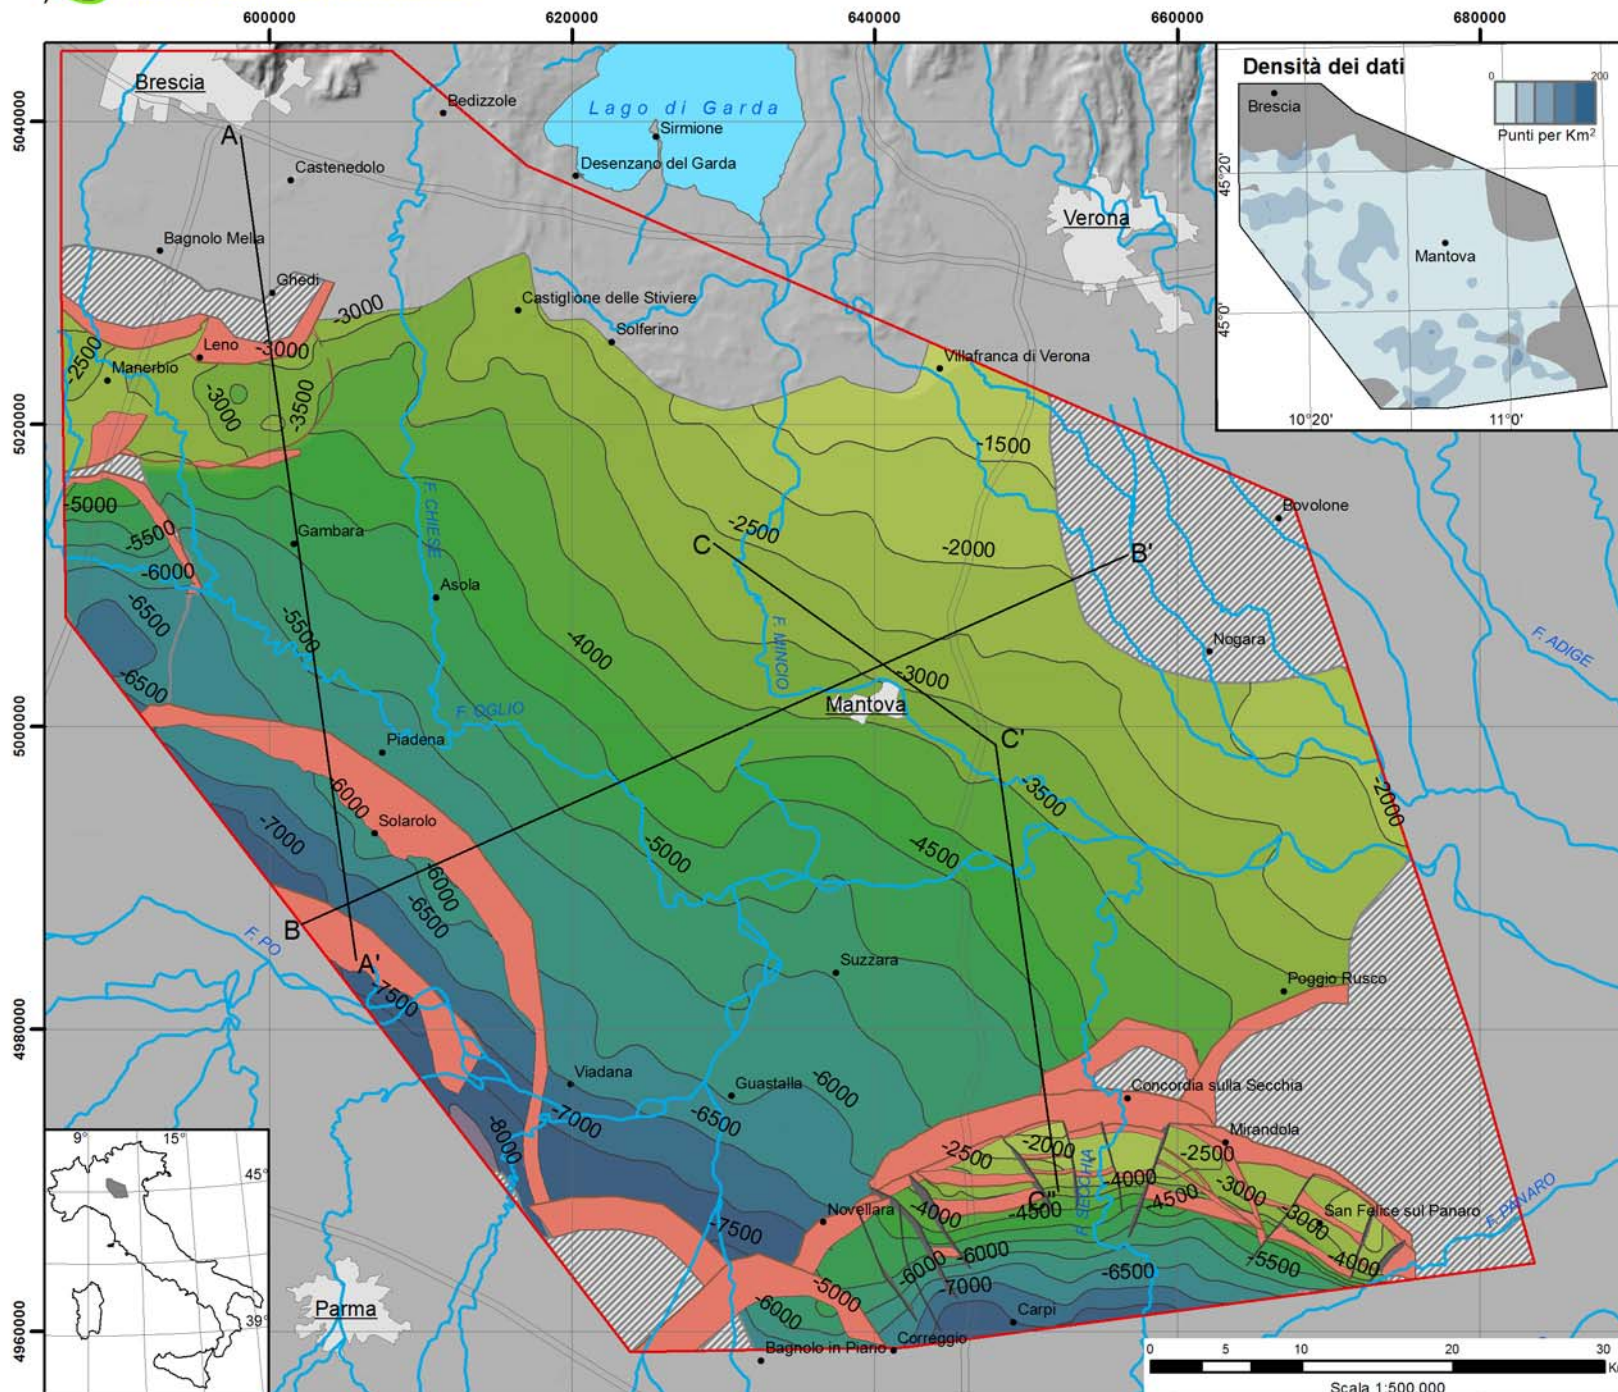 600000
620000
640000
660000
680000
5040000
5020000
5000000
4980000
4960000
Densità dei dati
0
200
Punti per Km2
Brescia
Mantova
45°20'
45°0'
10°20'
11°0'
Brescia
A
Bedizzole
Lago di Garda
Sirmione
Desenzano del Garda
Castenedolo
Verona
Bagnolo Mella
Ghedi
-3000
Castiglione delle Stiviere
Solferino
Villafranca di Verona
-2500
Leno
-3000
Manerbio
-3000
-3500
-1500
-5000
-5500
Gambara
F. CHIESE
-2500
C
-2000
B'
Bovolone
-6000
Asola
-6500
-5500
-4000
F. MINCIO
-3000
Nogara
F. ADIGE
-6500
Mantova
F. OGLIO
C'
Piadena
-6000
Solarolo
-7000
-3500
-2000
-5000
-4500
-6000
-6500
B
A'
F. PO
-7500
Suzzara
Poggio Rusco
Viadana
Guastalla
-6000
Concordia sulla Secchia
-7000
-6500
-8000
Mirandola
-2500
-2000
-2500
-4000
-3000
C"
-4500
-4500
F. SECCHIA
-4000
Novellara
-7500
-3000
San Felice sul Panaro
F. PANARO
-6000
-6000
-7000
-6500
-5500
-4000
-5000
-6000
Carpi
Correggio
Bagnolo in Piano
Parma
9°
15°
45°
39°
0
5
10
20
30
K
Scala 1:500.000